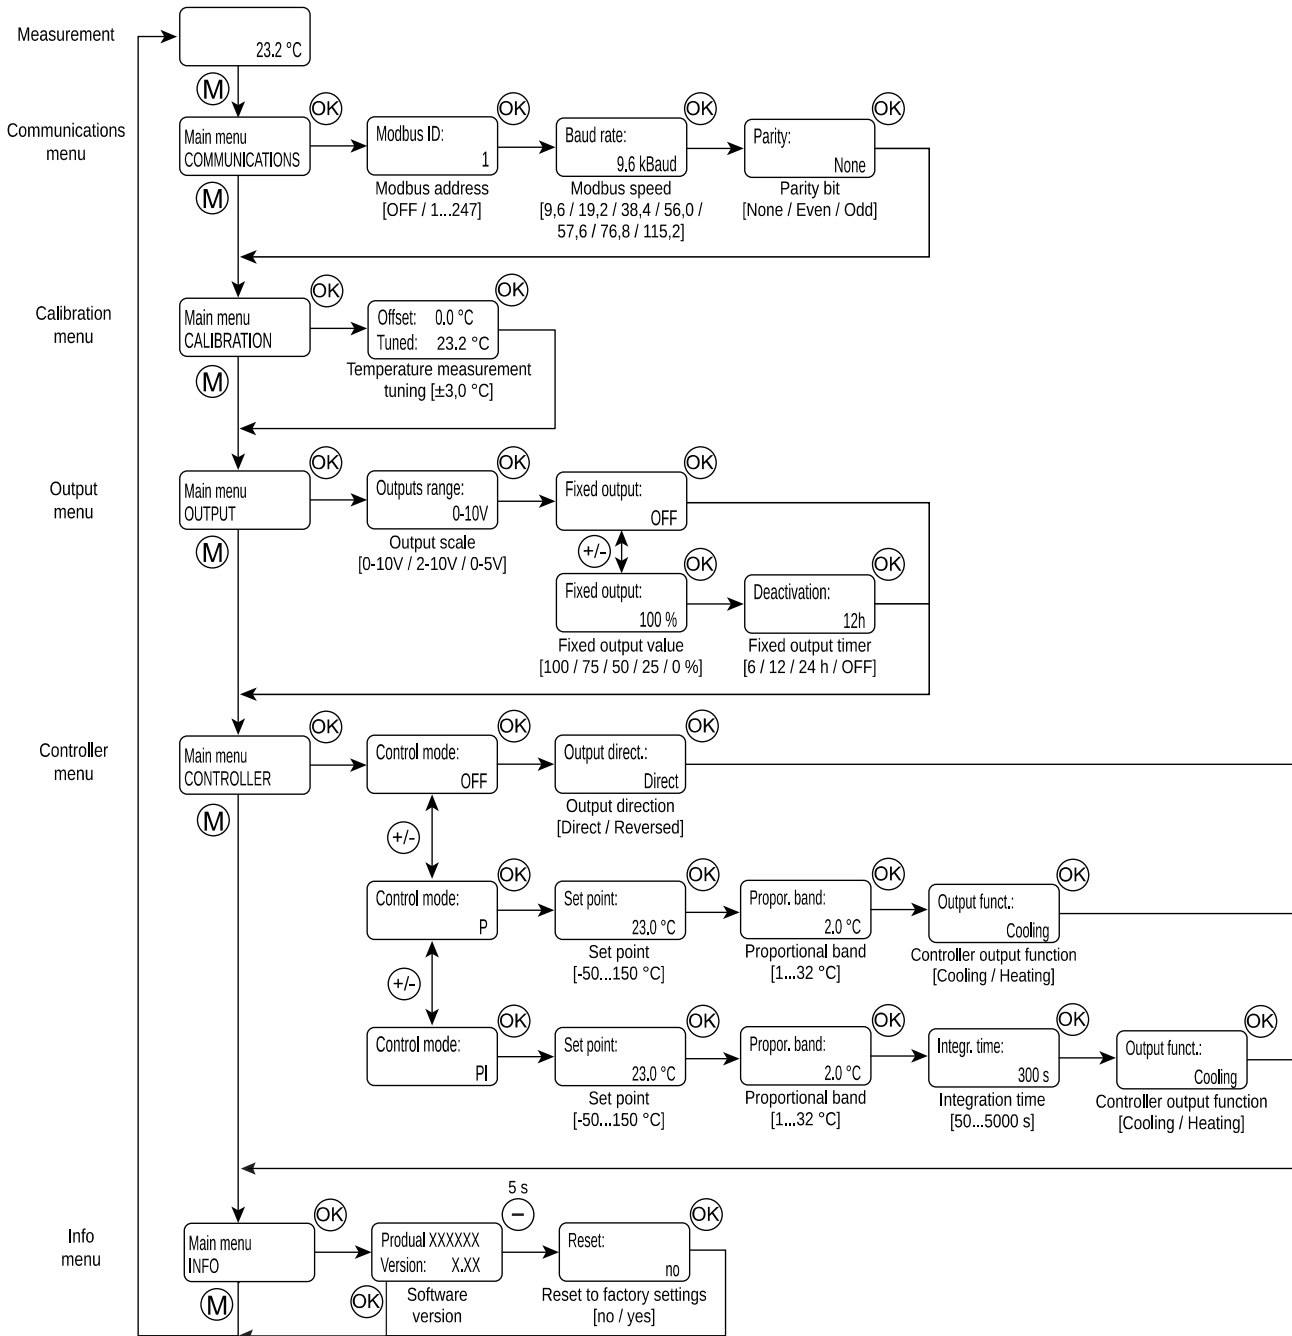 Measurement
23.2 °C
M
Communications
menu
Main menu
COMMUNICATIONS
OK
Modbus ID:
1
OK
Baud rate:
9.6 kBaud
OK
Parity:
None
OK
Modbus address
[OFF / 1...247]
Modbus speed
[9,6 / 19,2 / 38,4 / 56,0 /
57,6 / 76,8 / 115,2]
Parity bit
[None / Even / Odd]
M
Calibration
menu
Main menu
CALIBRATION
OK
Offset: 0.0 °C
Tuned: 23.2 °C
OK
Temperature measurement
tuning [±3,0 °C]
M
Output
menu
Main menu
OUTPUT
OK
Outputs range:
0-10V
OK
Fixed output:
OFF
OK
Output scale
[0-10V / 2-10V / 0-5V]
M
+/-
Fixed output:
100 %
OK
Deactivation:
12h
OK
Fixed output value
[100 / 75 / 50 / 25 / 0 %]
Fixed output timer
[6 / 12 / 24 h / OFF]
Controller
menu
Main menu
CONTROLLER
OK
Control mode:
OFF
OK
Output direct.:
Direct
OK
Output direction
[Direct / Reversed]
M
+/-
Control mode:
P
OK
Set point:
23.0 °C
OK
Propor. band:
2.0 °C
OK
Output funct.:
Cooling
OK
Set point
[-50...150 °C]
Proportional band
[1...32 °C]
Controller output function
[Cooling / Heating]
+/-
Control mode:
PI
OK
Set point:
23.0 °C
OK
Propor. band:
2.0 °C
OK
Integr. time:
300 s
OK
Output funct.:
Cooling
OK
Set point
[-50...150 °C]
Proportional band
[1...32 °C]
Integration time
[50...5000 s]
Controller output function
[Cooling / Heating]
Info
menu
Main menu
INFO
OK
Produal XXXXXX
Version: X.XX
5 s
−
Reset:
no
OK
M
OK
Software
version
Reset to factory settings
[no / yes]